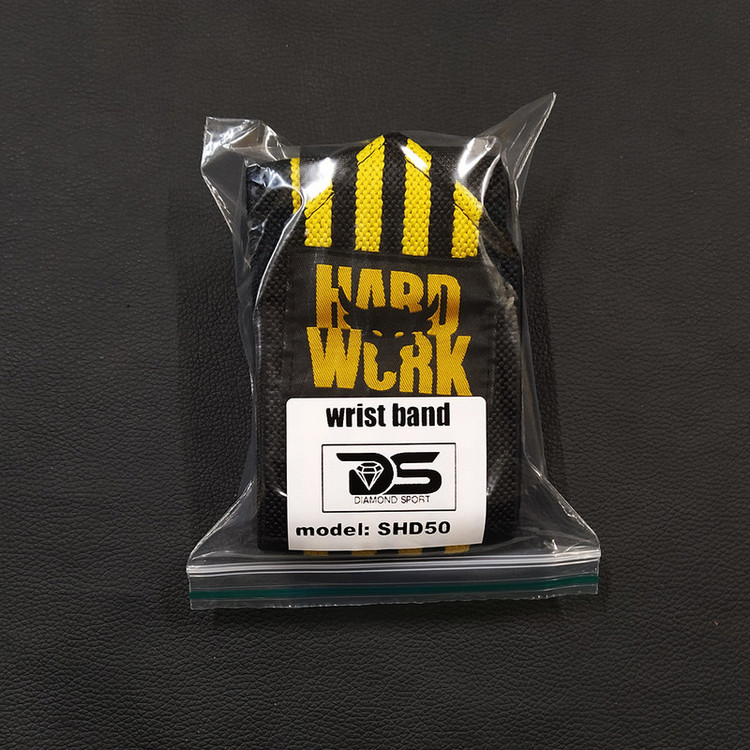 HARD
WORK
wrist band
DS
DIAMOND SPORT
model: SHD50